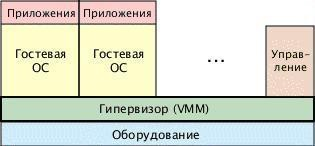 Приложения Приложения
Гостевая ОС Гостевая ОС ... Управ-
ление
Гипервизор (VMM)
Оборудование